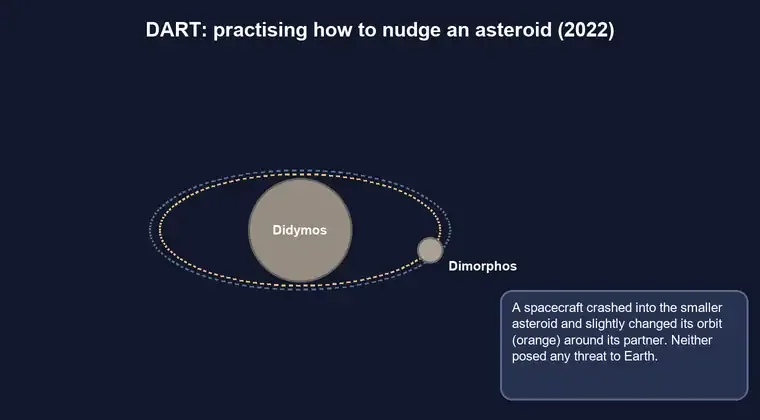 DART: practising how to nudge an asteroid (2022)
Didymos
Dimorphos
A spacecraft crashed into the smaller
asteroid and slightly changed its orbit
(orange) around its partner. Neither
posed any threat to Earth.